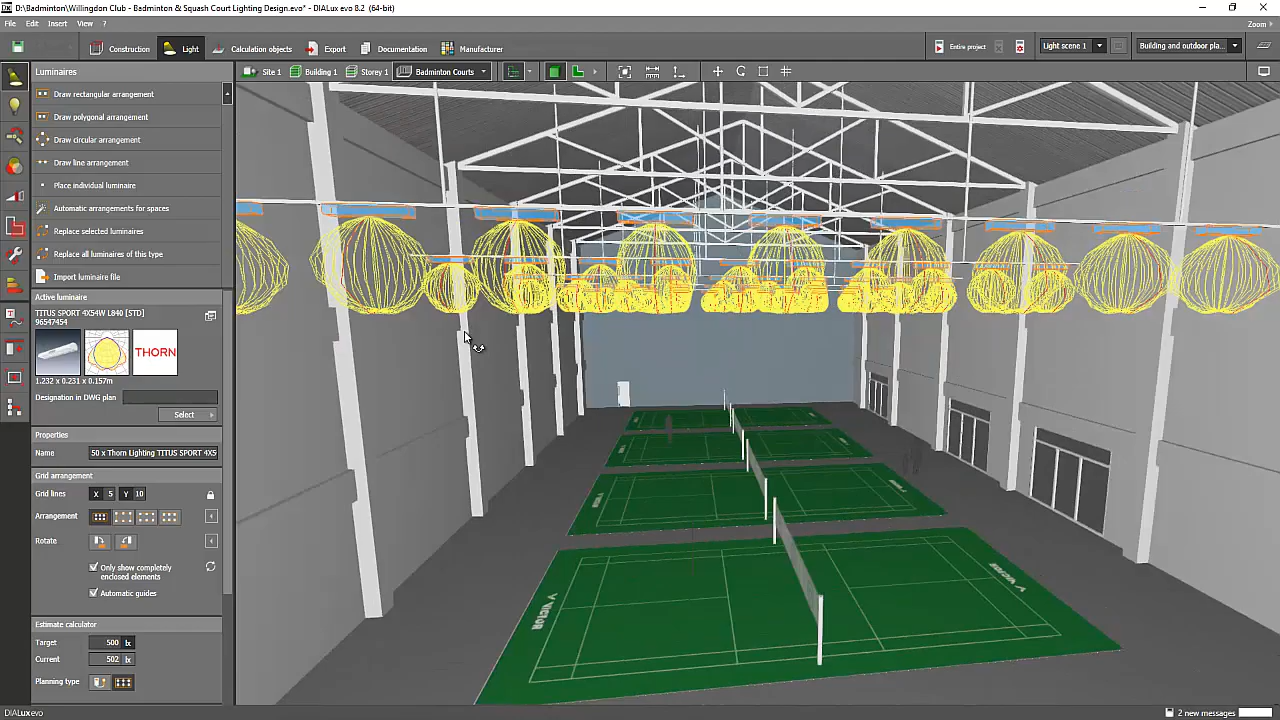 D:\Badminton\Willingdon Club - Badminton & Squash Court Lighting Design.evo* - DIALux evo 8.2 (64-bit)
File Edit Insert View ?
Zoom
Construction Light Calculation objects Export Documentation Manufacturer
Entire project Light scene 1 Building and outdoor pla...
Luminaires
Site 1 Building 1 Storey 1 Badminton Courts
Draw rectangular arrangement
Draw polygonal arrangement
Draw circular arrangement
Draw line arrangement
Place individual luminaire
Automatic arrangements for spaces
Replace selected luminaires
Replace all luminaires of this type
Import luminaire file
Active luminaire
TITUS SPORT 4X54W L840 [STD]
96547454
THORN
1.232 x 0.231 x 0.157m
Designation in DWG plan
Select
Properties
Name 50 x Thorn Lighting TITUS SPORT 4X5
Grid arrangement
Grid lines X 5 Y 10
Arrangement
Rotate
Only show completely
enclosed elements
Automatic guides
Estimate calculator
Target 500 lx
Current 502 lx
Planning type
VICTOR
VICTOR
DIALux evo
2 new messages